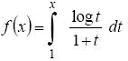 f(x) = ∫₁ˣ (log t)/(1+t) dt